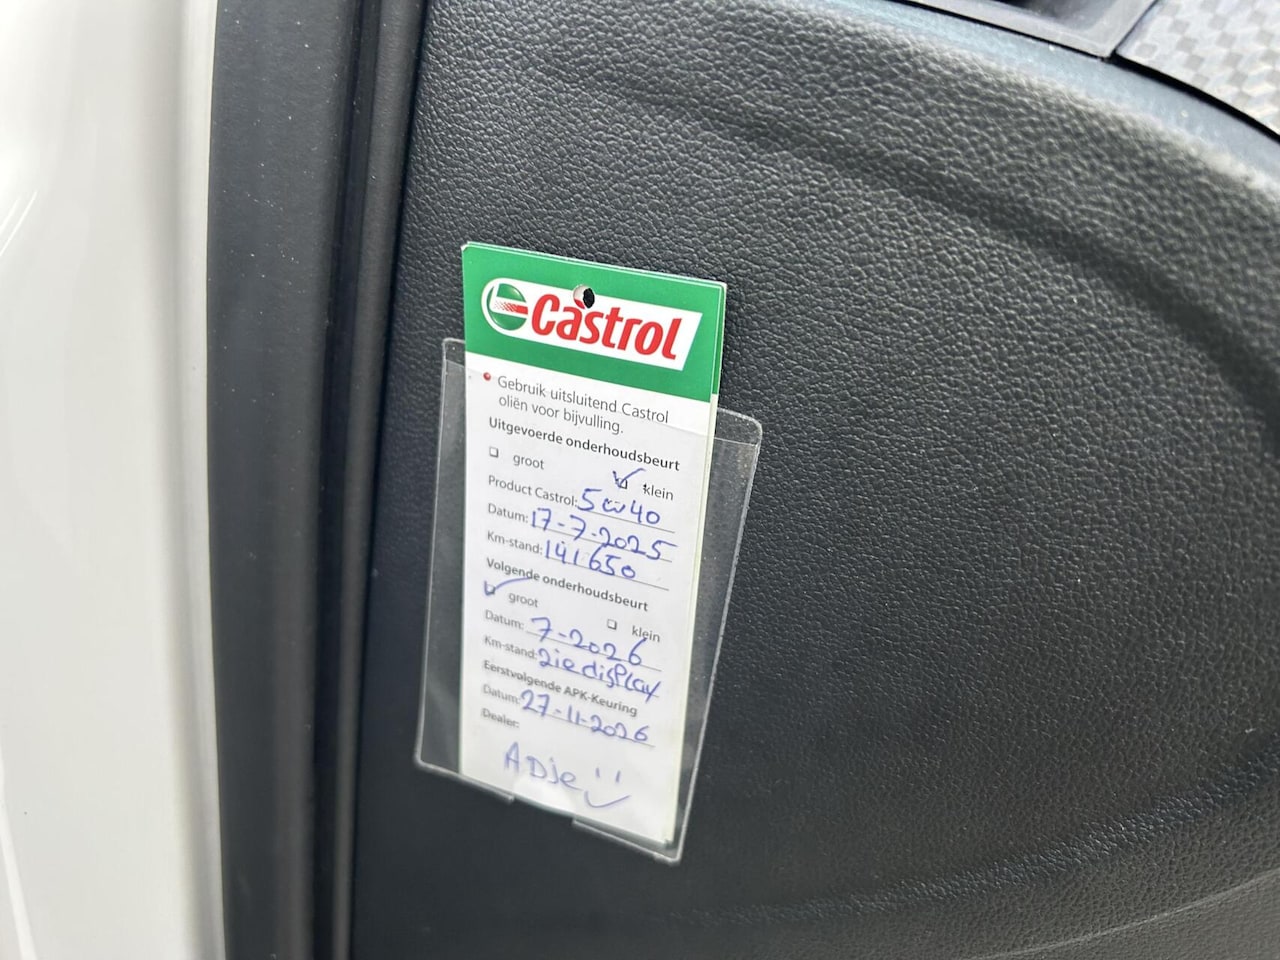 Castrol
Gebruik uitsluitend Castrol
oliën voor bijvulling.
Uitgevoerde onderhoudsbeurt
groot klein
Product Castrol: 5w40
Datum: 17-7-2025
Km-stand: 141650
Volgende onderhoudsbeurt
groot klein
Datum: 7-2026
Km-stand: zie display
Eerstvolgende APK-Keuring
Datum: 27-11-2026
Dealer:
ADje